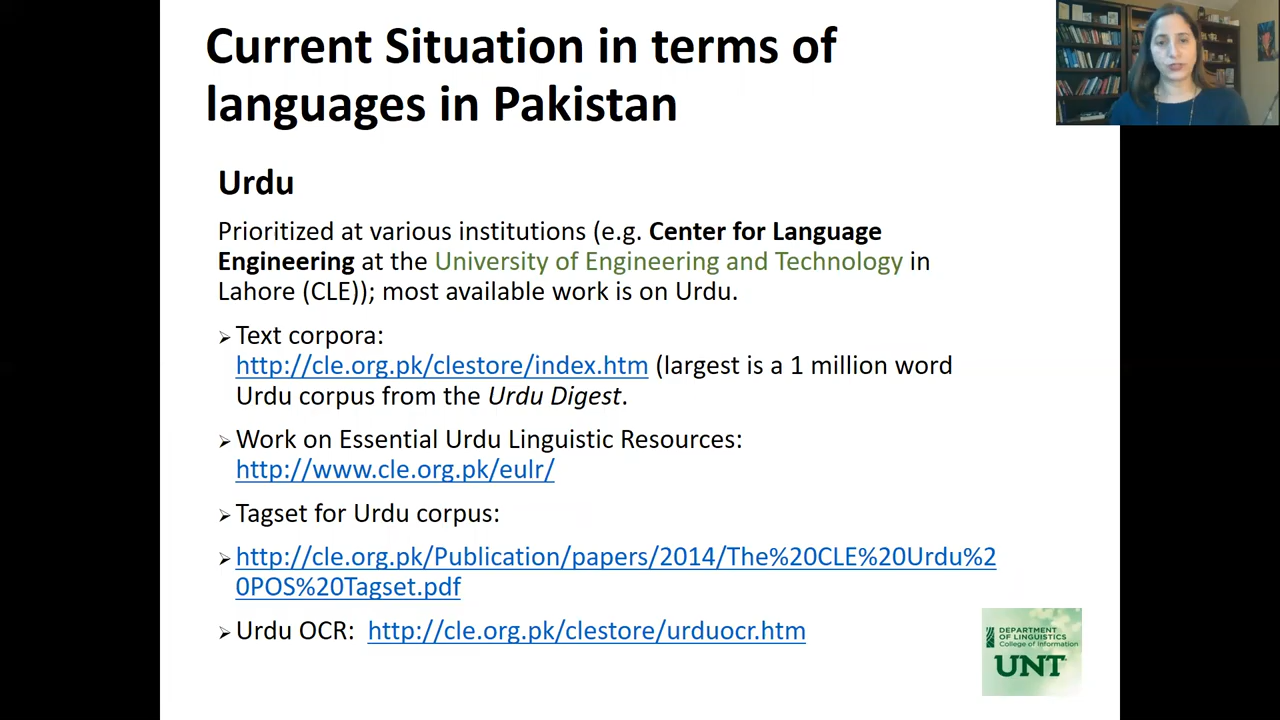 Current Situation in terms of
languages in Pakistan
Urdu
Prioritized at various institutions (e.g. Center for Language
Engineering at the University of Engineering and Technology in
Lahore (CLE)); most available work is on Urdu.
➢ Text corpora:
http://cle.org.pk/clestore/index.htm (largest is a 1 million word
Urdu corpus from the Urdu Digest.
➢ Work on Essential Urdu Linguistic Resources:
http://www.cle.org.pk/eulr/
➢ Tagset for Urdu corpus:
➢ http://cle.org.pk/Publication/papers/2014/The%20CLE%20Urdu%2
0POS%20Tagset.pdf
➢ Urdu OCR: http://cle.org.pk/clestore/urduocr.htm
DEPARTMENT
OF LINGUISTICS
College of Information
UNT